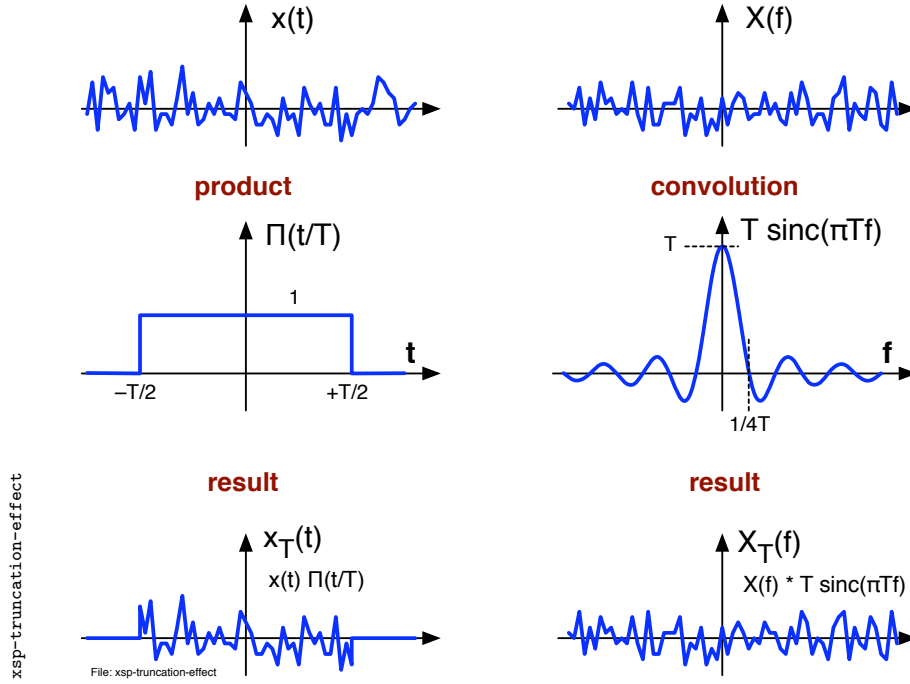 x(t)
X(f)
product
convolution
Π(t/T)
T sinc(πTf)
T
1
t
f
–T/2
+T/2
1/4T
result
result
x_T(t)
X_T(f)
x(t) Π(t/T)
X(f) * T sinc(πTf)
File: xsp-truncation-effect
xsp-truncation-effect